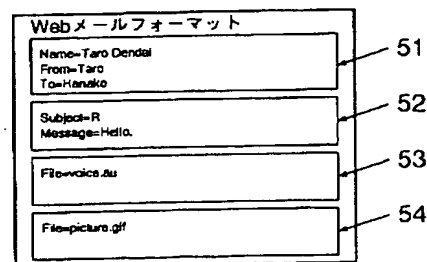 Webメールフォーマット
Name=Taro Dendai
From=Taro
To=Hanako
51
Subject=R
Message=Hello.
52
File=voice.au
53
File=picture.gif
54